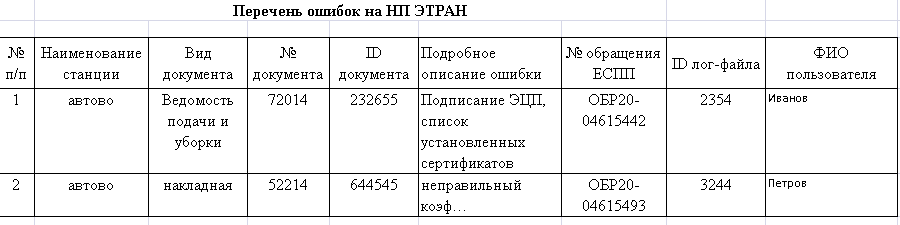 Перечень ошибок на НП ЭТРАН
№ п/п Наименование станции Вид документа № документа ID документа Подробное описание ошибки № обращения ЕСПП ID лог-файла ФИО пользователя
1 автово Ведомость подачи и уборки 72014 232655 Подписание ЭЦП, список установленных сертификатов ОБР20-04615442 2354 Иванов
2 автово накладная 52214 644545 неправильный коэф… ОБР20-04615493 3244 Петров